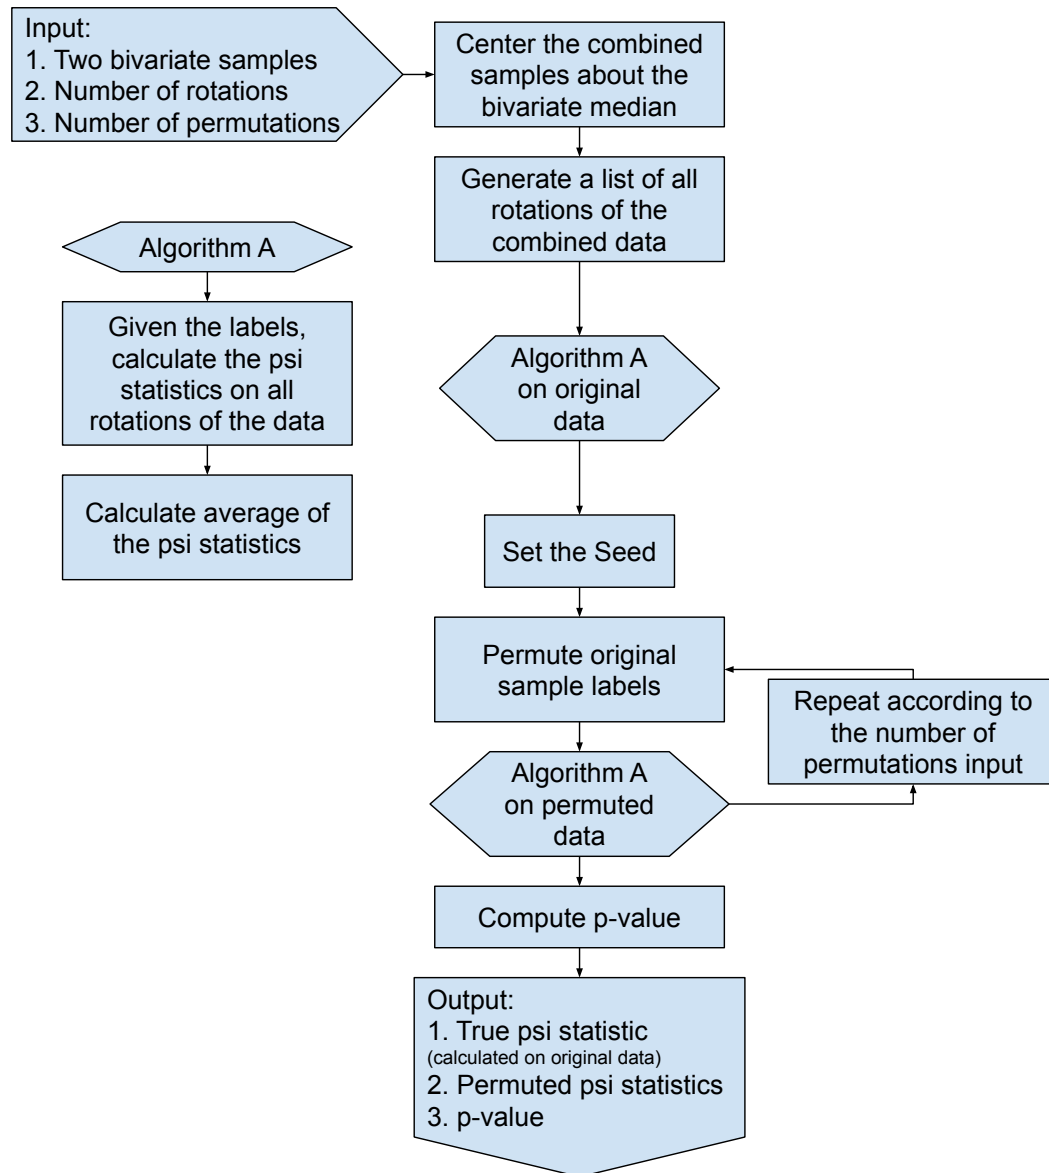 Input:
1. Two bivariate samples
2. Number of rotations
3. Number of permutations
Center the combined
samples about the
bivariate median
Generate a list of all
rotations of the
combined data
Algorithm A
Given the labels,
calculate the psi
statistics on all
rotations of the data
Calculate average of
the psi statistics
Algorithm A
on original
data
Set the Seed
Permute original
sample labels
Repeat according to
the number of
permutations input
Algorithm A
on permuted
data
Compute p-value
Output:
1. True psi statistic
(calculated on original data)
2. Permuted psi statistics
3. p-value